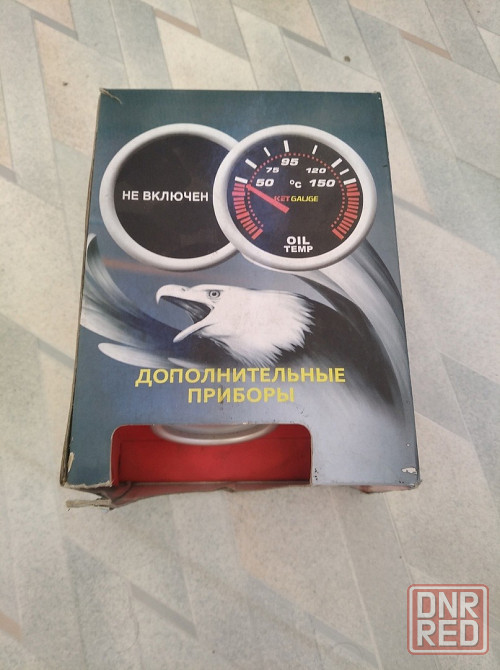 НЕ ВКЛЮЧЕН
50 75 95 120 150
°C
KET GAUGE
OIL
TEMP
ДОПОЛНИТЕЛЬНЫЕ
ПРИБОРЫ
DNR
RED